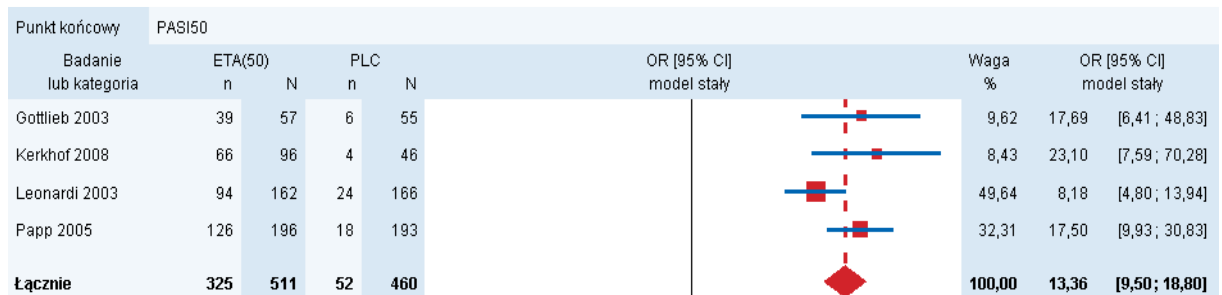 Punkt końcowy PASI50
Badanie ETA(50) PLC OR [95% CI] Waga OR [95% CI]
lub kategoria n N n N model stały % model stały
Gottlieb 2003 39 57 6 55 9,62 17,69 [6,41 ; 48,83]
Kerkhof 2008 66 96 4 46 8,43 23,10 [7,59 ; 70,28]
Leonardi 2003 94 162 24 166 49,64 8,18 [4,80 ; 13,94]
Papp 2005 126 196 18 193 32,31 17,50 [9,93 ; 30,83]
Łącznie 325 511 52 460 100,00 13,36 [9,50 ; 18,80]